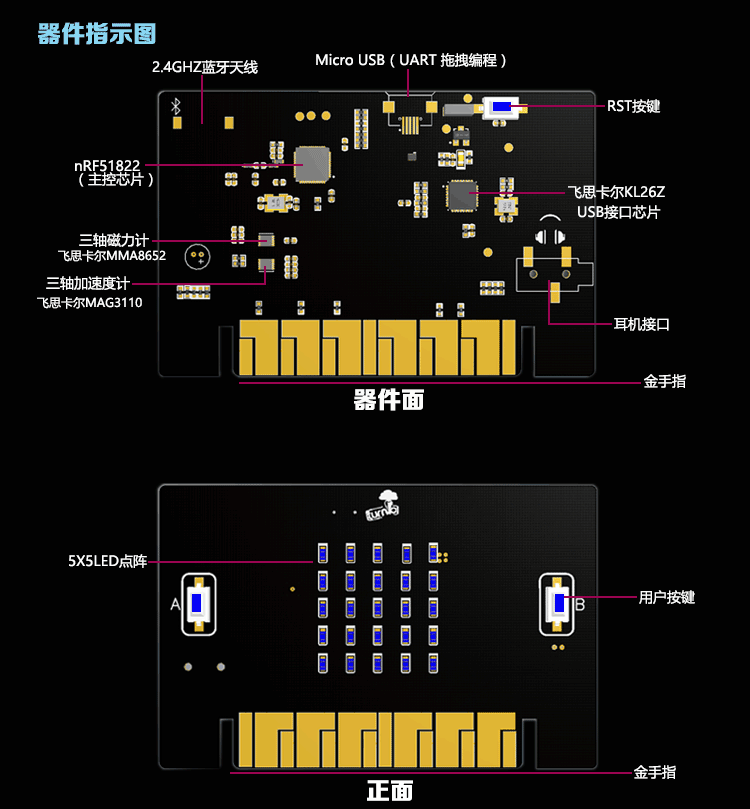 器件指示图
2.4GHZ蓝牙天线
Micro USB（UART 拖拽编程）
RST按键
nRF51822
（主控芯片）
飞思卡尔KL26Z
USB接口芯片
三轴磁力计
飞思卡尔MMA8652
三轴加速度计
飞思卡尔MAG3110
耳机接口
金手指
器件面
5X5LED点阵
A
B
用户按键
金手指
正面